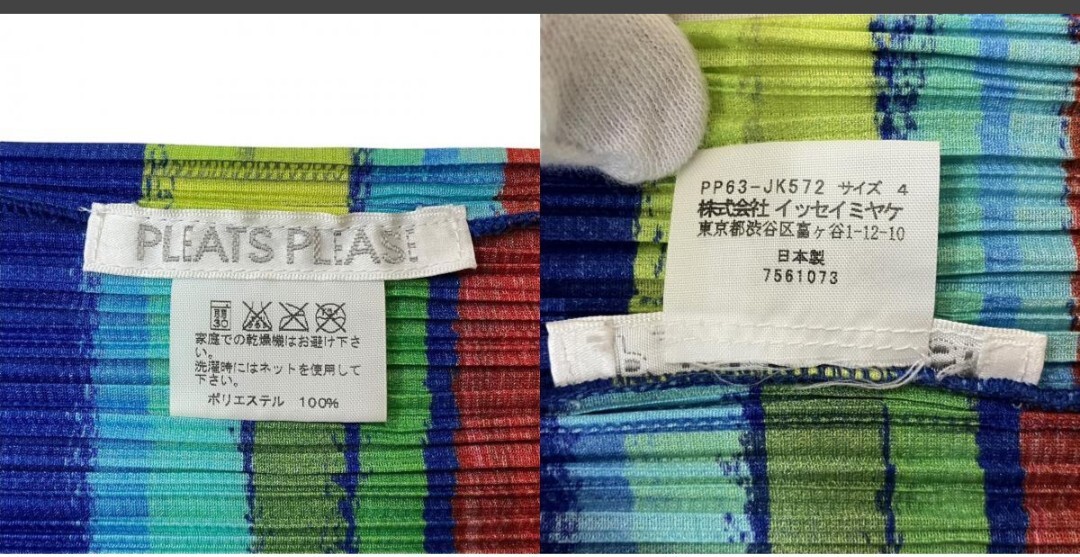 PLEATS PLEASE
弱
30
家庭での乾燥機はお避け下さ
い。
洗濯時にはネットを使用して
下さい。
ポリエステル 100%
PP63-JK572 サイズ 4
株式会社 イッセイミヤケ
東京都渋谷区富ヶ谷1-12-10
日本製
7561073